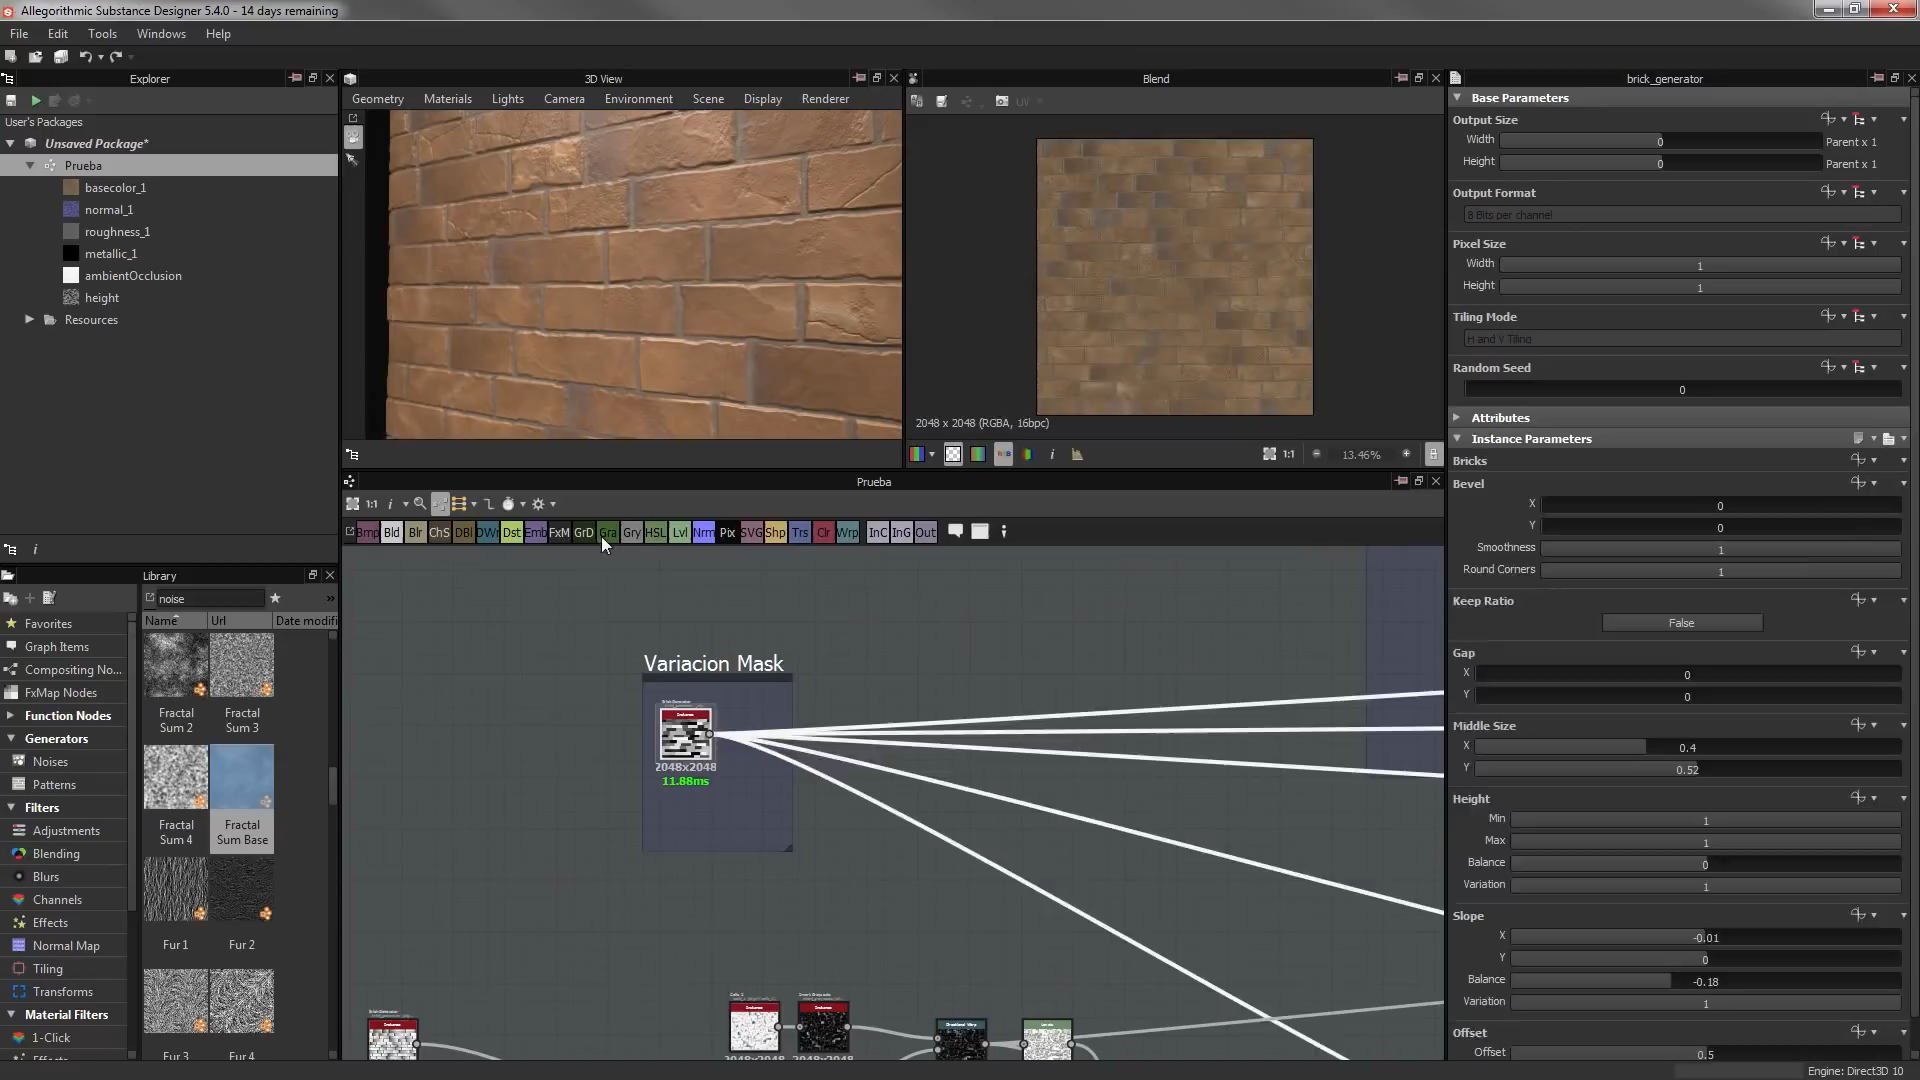 Allegorithmic Substance Designer 5.4.0 - 14 days remaining
File Edit Tools Windows Help
Explorer
User's Packages
Unsaved Package*
Prueba
basecolor_1
normal_1
roughness_1
metallic_1
ambientOcclusion
height
Resources
3D View
Geometry Materials Lights Camera Environment Scene Display Renderer
Blend
2048 x 2048 (RGBA, 16bpc)
1:1
13.46%
Library
noise
Name Url Date modifi
Favorites
Graph Items
Compositing No...
FxMap Nodes
Function Nodes
Generators
Noises
Patterns
Filters
Adjustments
Blending
Blurs
Channels
Effects
Normal Map
Tiling
Transforms
Material Filters
1-Click
Effects
Fractal Sum 2
Fractal Sum 3
Fractal Sum 4
Fractal Sum Base
Fur 1
Fur 2
Fur 3
Fur 4
Prueba
1:1
Bmp Bld Blr ChS DBl DWr Dst Emb FxM GrD Gra Gry HSL Lvl Nrm Pix SVG Shp Trs Clr Wrp InC InG Out
Variacion Mask
2048x2048
11.88ms
2048x2048 2048x2048
brick_generator
Base Parameters
Output Size
Width 0 Parent x 1
Height 0 Parent x 1
Output Format
8 Bits per channel
Pixel Size
Width 1
Height 1
Tiling Mode
H and V Tiling
Random Seed
0
Attributes
Instance Parameters
Bricks
Bevel
X 0
Y 0
Smoothness 1
Round Corners 1
Keep Ratio
False
Gap
X 0
Y 0
Middle Size
X 0.4
Y 0.52
Height
Min 1
Max 1
Balance 0
Variation 1
Slope
X -0.01
Y 0
Balance -0.18
Variation 1
Offset
Offset 0.5
Engine: Direct3D 10